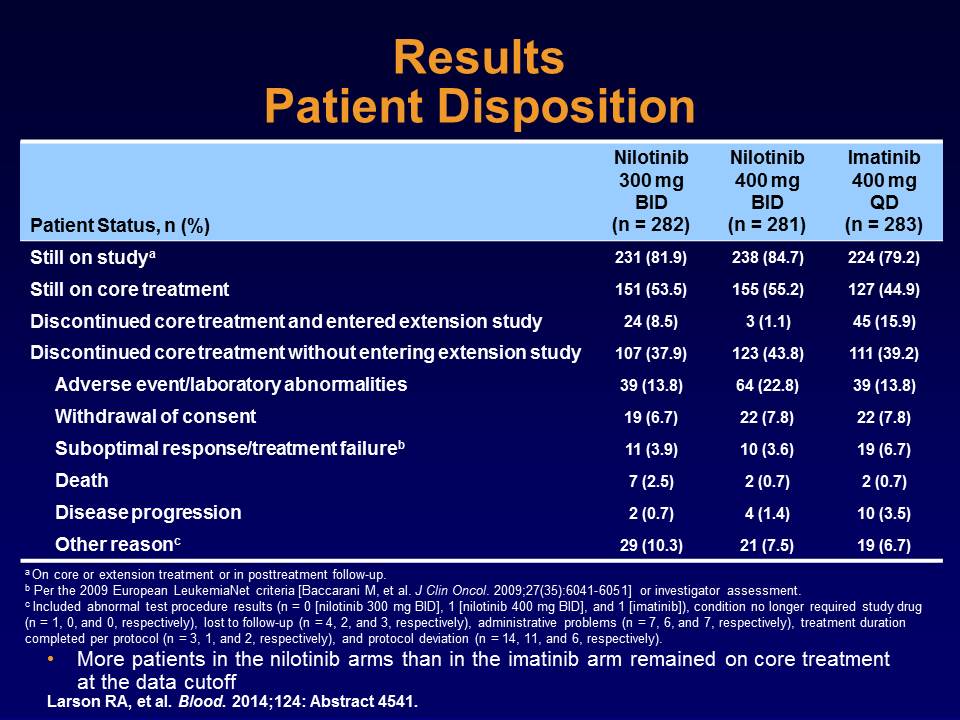 Results
Patient Disposition
Patient Status, n (%) Nilotinib 300 mg BID (n = 282) Nilotinib 400 mg BID (n = 281) Imatinib 400 mg QD (n = 283)
Still on studyᵃ 231 (81.9) 238 (84.7) 224 (79.2)
Still on core treatment 151 (53.5) 155 (55.2) 127 (44.9)
Discontinued core treatment and entered extension study 24 (8.5) 3 (1.1) 45 (15.9)
Discontinued core treatment without entering extension study 107 (37.9) 123 (43.8) 111 (39.2)
Adverse event/laboratory abnormalities 39 (13.8) 64 (22.8) 39 (13.8)
Withdrawal of consent 19 (6.7) 22 (7.8) 22 (7.8)
Suboptimal response/treatment failureᵇ 11 (3.9) 10 (3.6) 19 (6.7)
Death 7 (2.5) 2 (0.7) 2 (0.7)
Disease progression 2 (0.7) 4 (1.4) 10 (3.5)
Other reasonᶜ 29 (10.3) 21 (7.5) 19 (6.7)
ᵃ On core or extension treatment or in posttreatment follow-up.
ᵇ Per the 2009 European LeukemiaNet criteria [Baccarani M, et al. J Clin Oncol. 2009;27(35):6041-6051] or investigator assessment.
ᶜ Included abnormal test procedure results (n = 0 [nilotinib 300 mg BID], 1 [nilotinib 400 mg BID], and 1 [imatinib]), condition no longer required study drug
(n = 1, 0, and 0, respectively), lost to follow-up (n = 4, 2, and 3, respectively), administrative problems (n = 7, 6, and 7, respectively), treatment duration
completed per protocol (n = 3, 1, and 2, respectively), and protocol deviation (n = 14, 11, and 6, respectively).
• More patients in the nilotinib arms than in the imatinib arm remained on core treatment
at the data cutoff
Larson RA, et al. Blood. 2014;124: Abstract 4541.